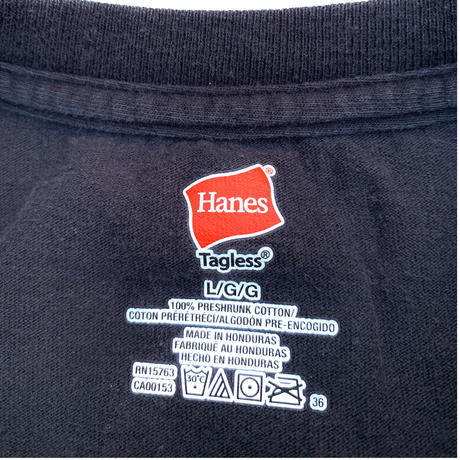 Hanes®
Tagless®
L/G/G
100% PRESHRUNK COTTON/
COTON PRÉRÉTRÉCI/ALGODÓN PRE-ENCOGIDO
MADE IN HONDURAS
FABRIQUÉ AU HONDURAS
HECHO EN HONDURAS
RN15763
CA00153
30°C
36